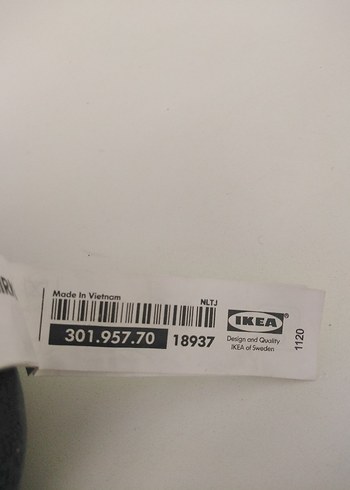 Made in Vietnam
NLTJ
301.957.70
18937
IKEA®
Design and Quality
IKEA of Sweden
1120